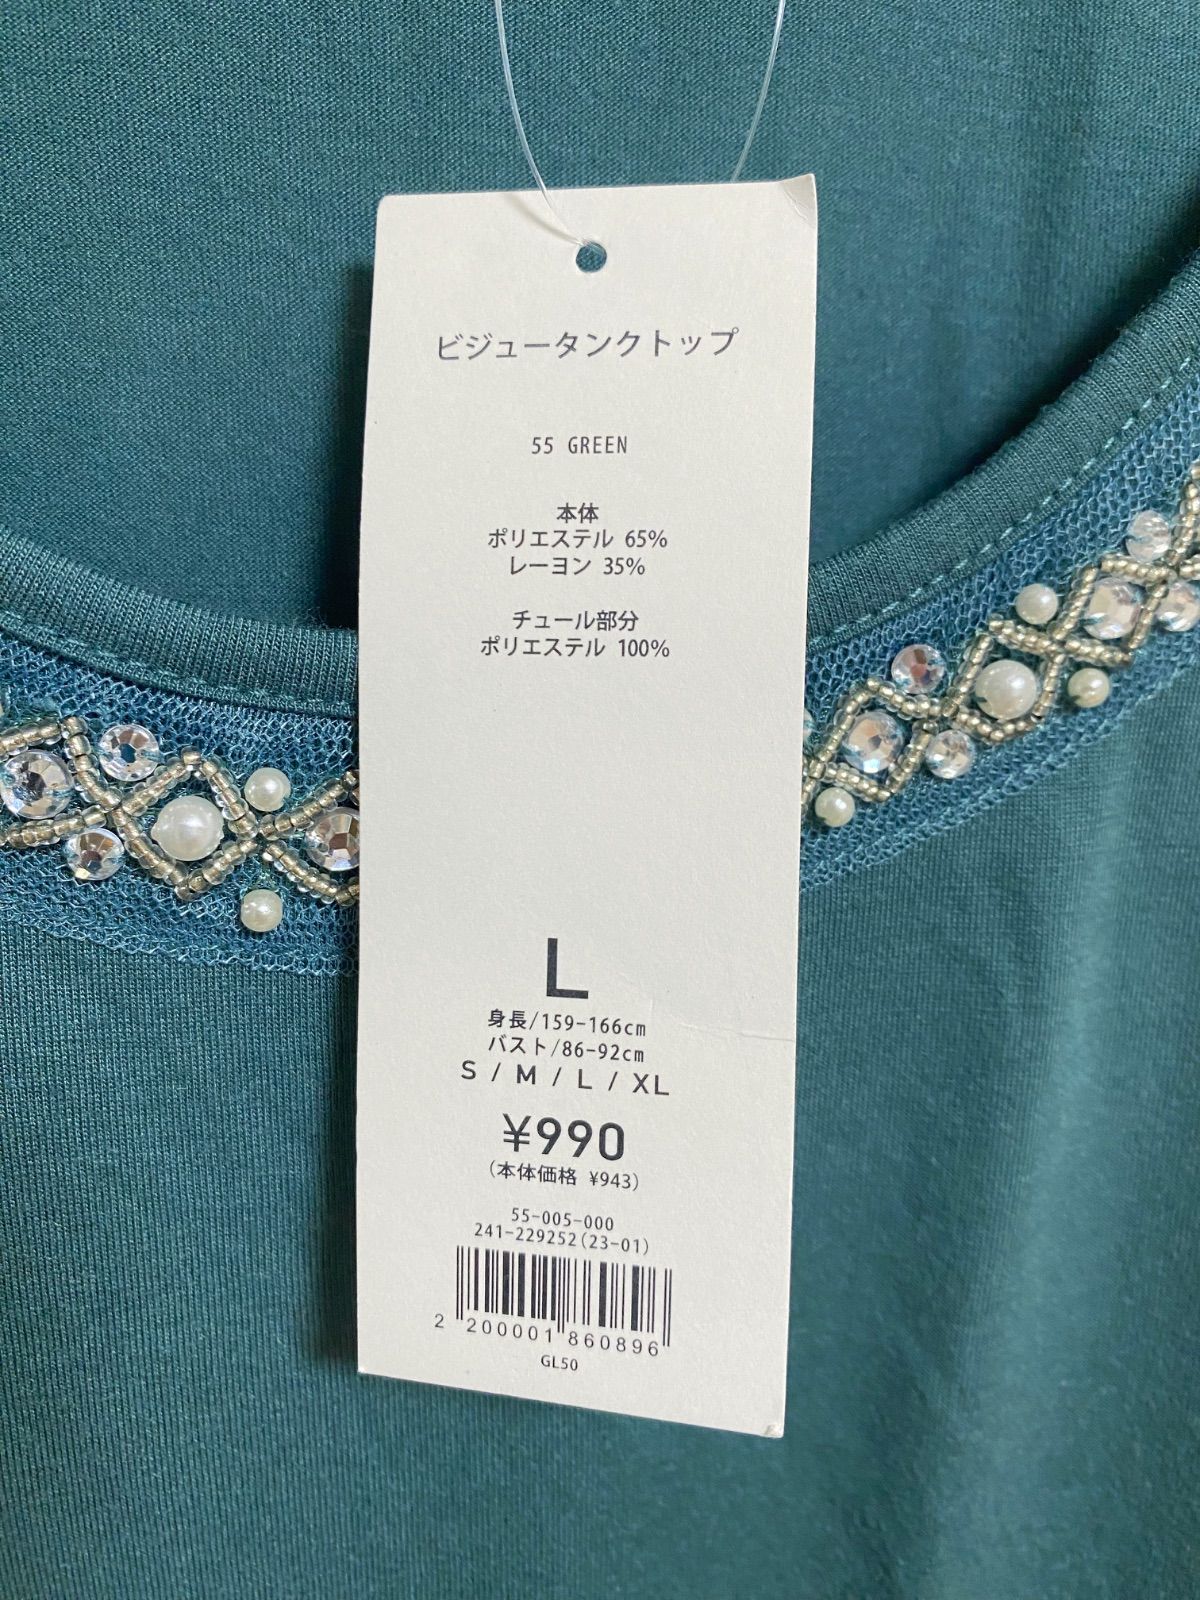 ビジュータンクトップ
55 GREEN
本体
ポリエステル 65%
レーヨン 35%
チュール部分
ポリエステル 100%
L
身長/159-166cm
バスト/86-92cm
S / M / L / XL
¥990
(本体価格 ¥943)
55-005-000
241-229252(23-01)
2 200001 860896
GL50